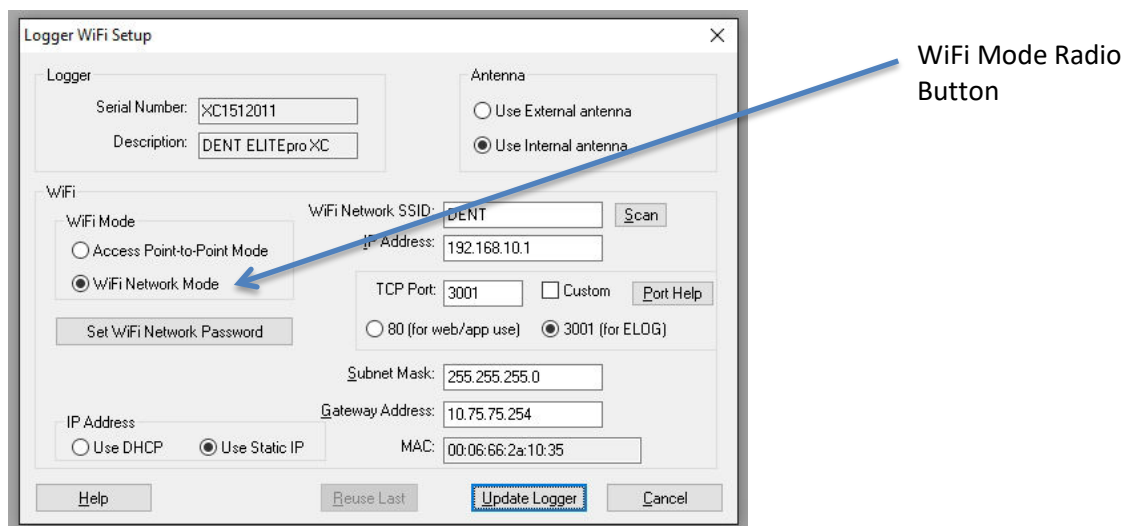 Logger WiFi Setup
WiFi Mode Radio
Button
Logger
Serial Number: XC1512011
Description: DENT ELITEpro XC
Antenna
Use External antenna
Use Internal antenna
WiFi
WiFi Mode
Access Point-to-Point Mode
WiFi Network Mode
Set WiFi Network Password
WiFi Network SSID: DENT Scan
IP Address: 192.168.10.1
TCP Port: 3001 Custom Port Help
80 (for web/app use) 3001 (for ELOG)
Subnet Mask: 255.255.255.0
Gateway Address: 10.75.75.254
MAC: 00:06:66:2a:10:35
IP Address
Use DHCP Use Static IP
Help Reuse Last Update Logger Cancel